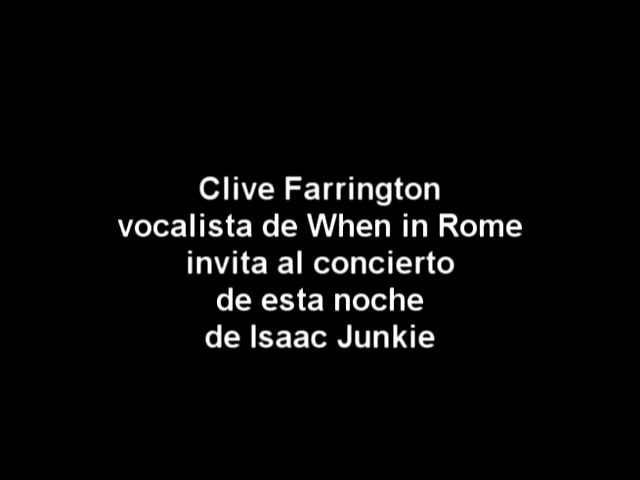 Clive Farrington
vocalista de When in Rome
invita al concierto
de esta noche
de Isaac Junkie